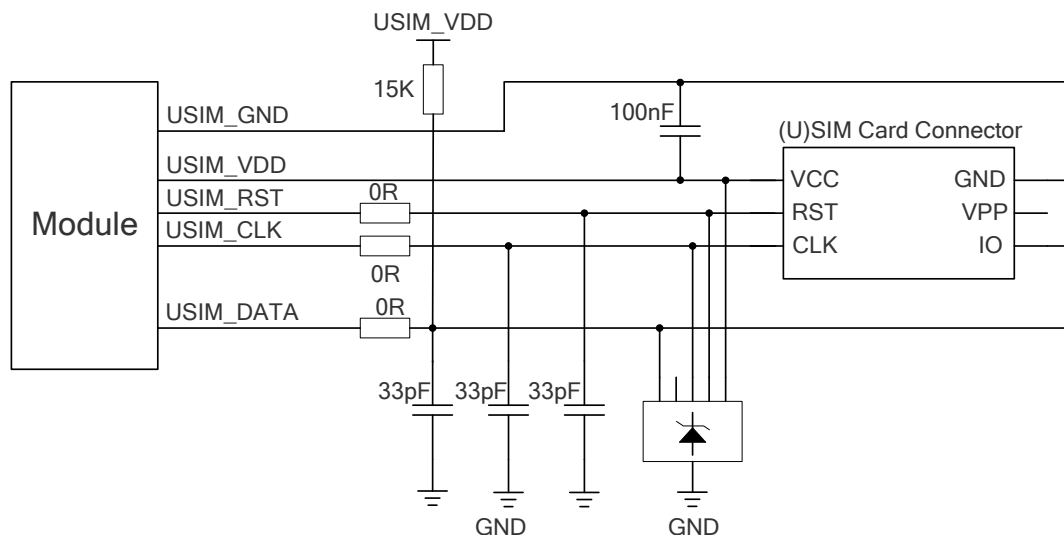 USIM_VDD
15K
100nF
(U)SIM Card Connector
USIM_GND
USIM_VDD
VCC
GND
USIM_RST
0R
RST
VPP
Module
USIM_CLK
CLK
IO
0R
USIM_DATA
0R
33pF
33pF
33pF
GND
GND